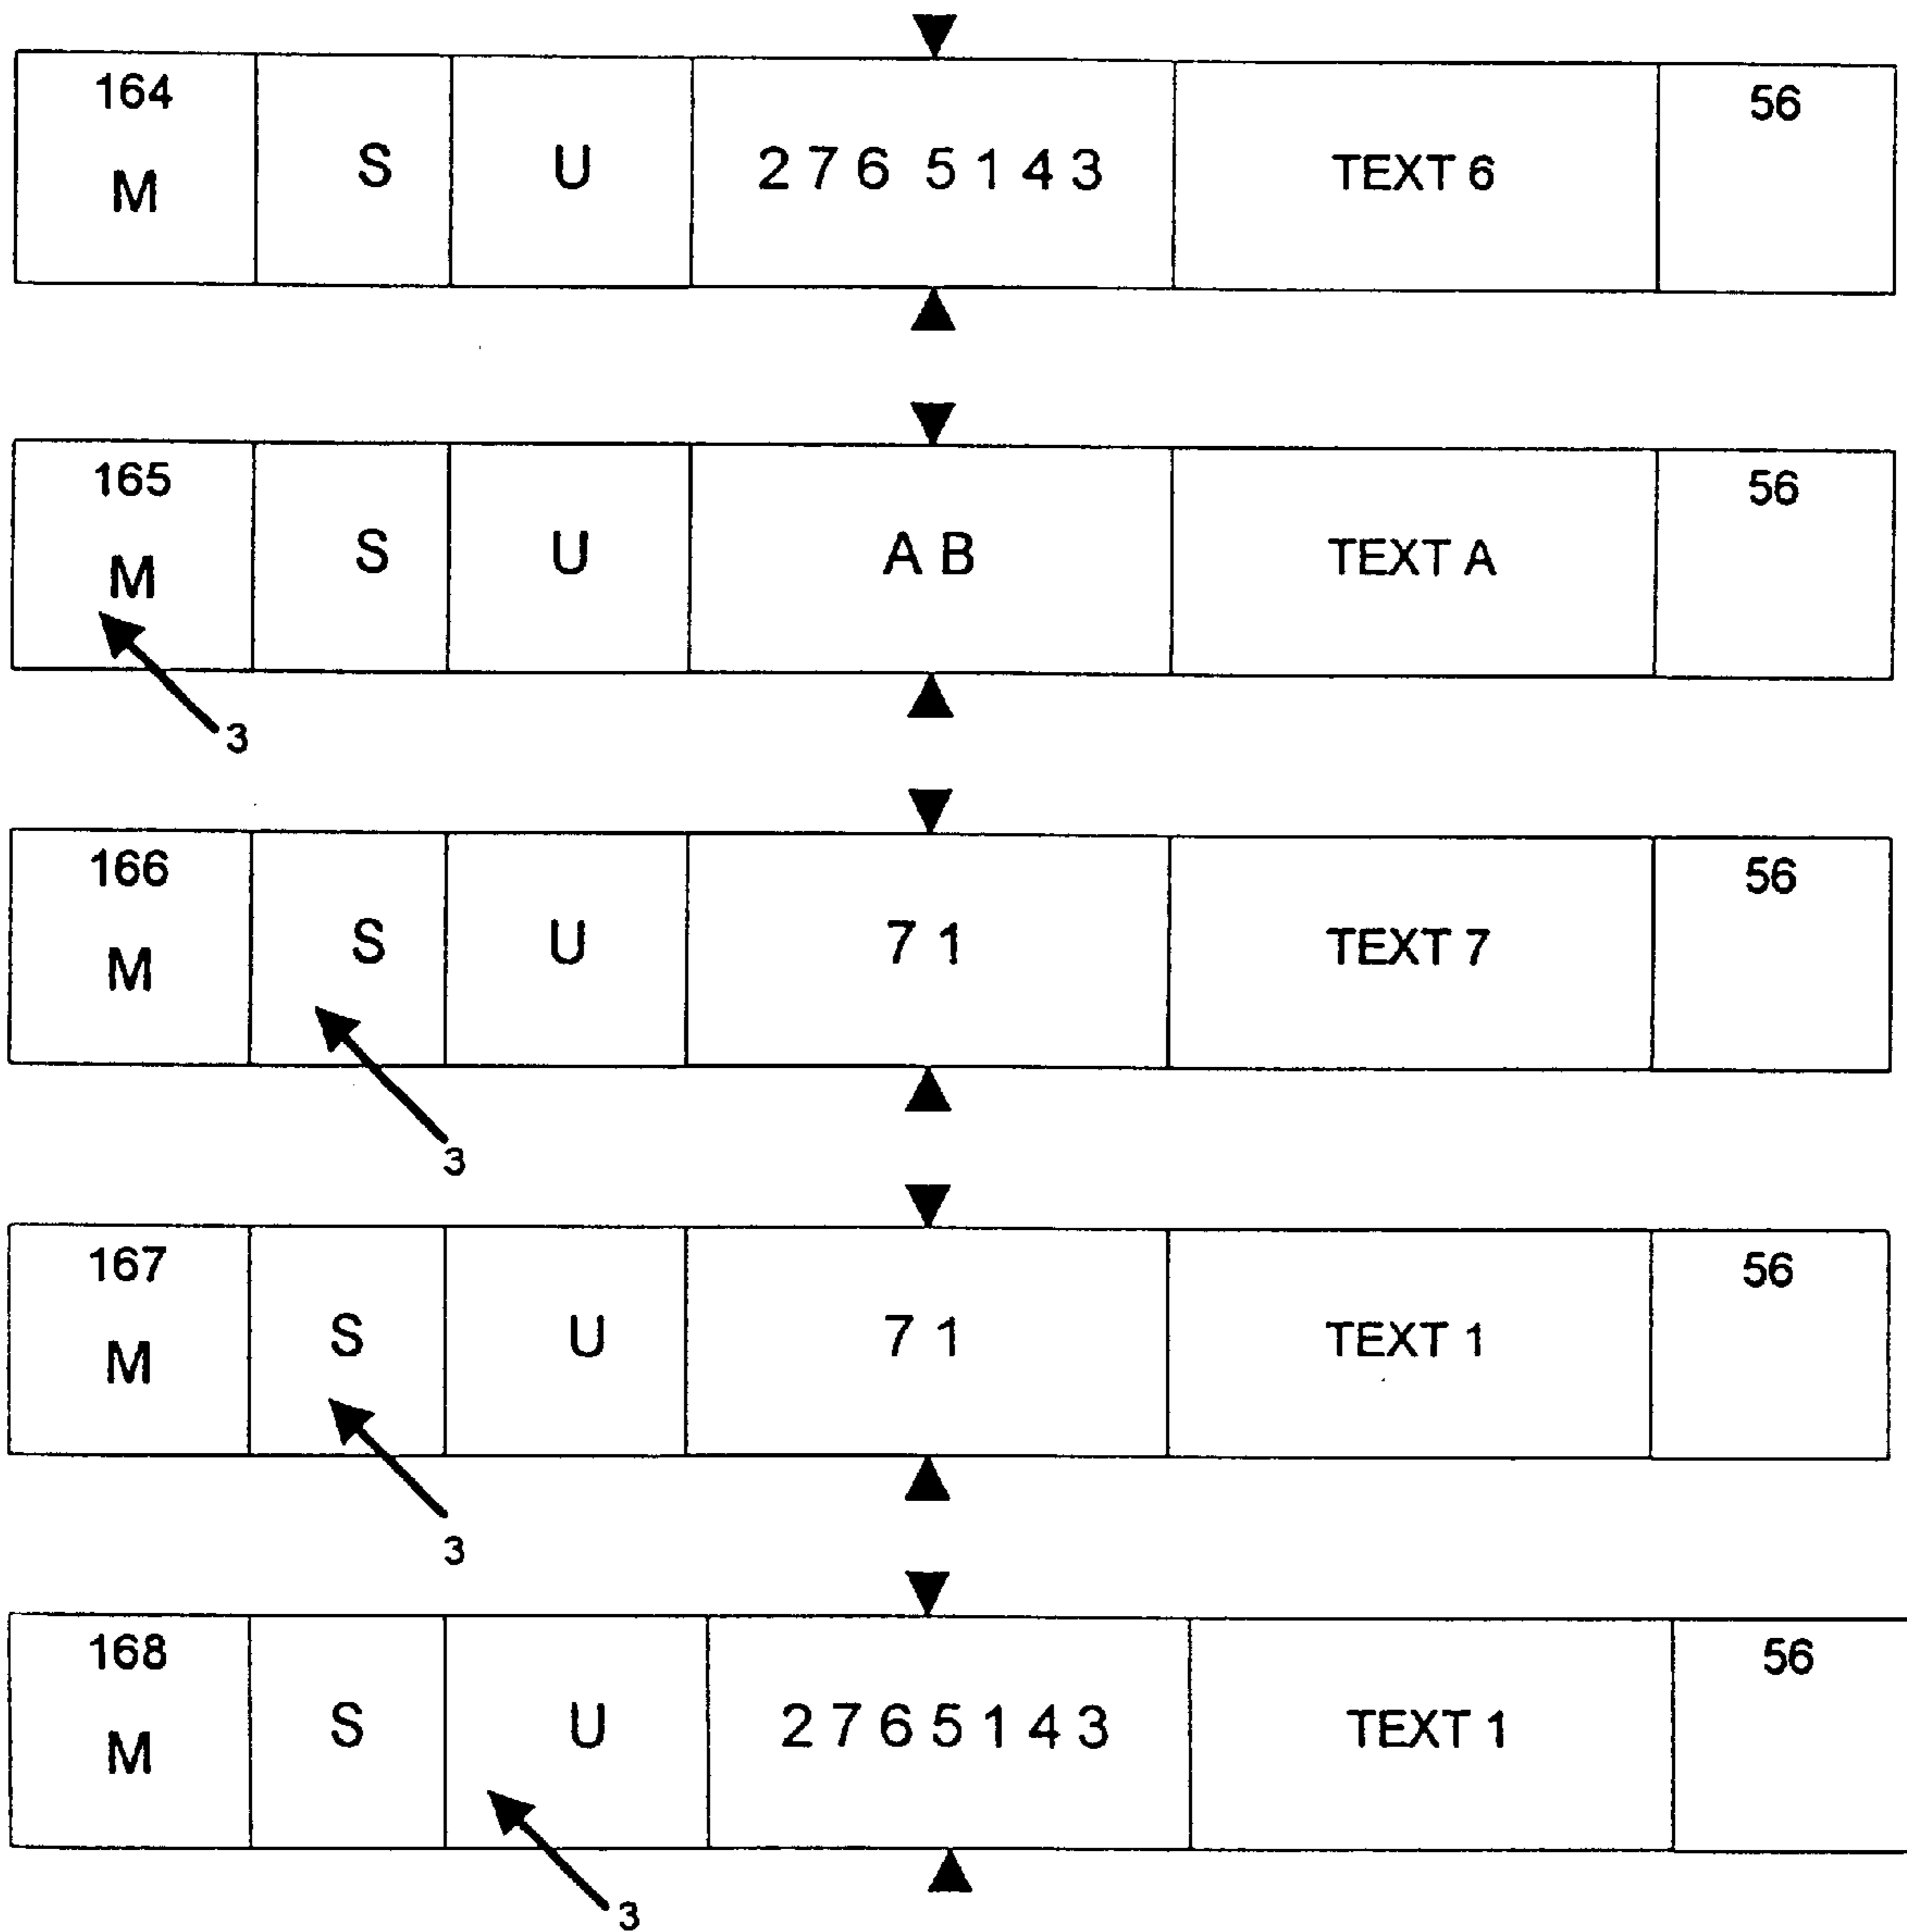 164 56
M S U 2 7 6 5 1 4 3 TEXT 6
165 56
M S U A B TEXT A
3
166 56
M S U 7 1 TEXT 7
3
167 56
M S U 7 1 TEXT 1
3
168 56
M S U 2 7 6 5 1 4 3 TEXT 1
3